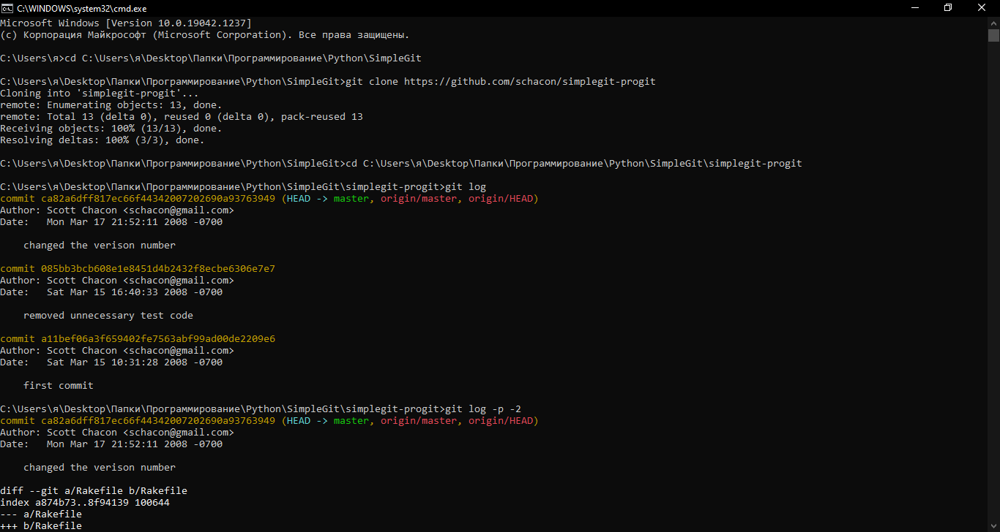 C:\WINDOWS\system32\cmd.exe
Microsoft Windows [Version 10.0.19042.1237]
(c) Корпорация Майкрософт (Microsoft Corporation). Все права защищены.
C:\Users\я>cd C:\Users\я\Desktop\Папки\Программирование\Python\SimpleGit
C:\Users\я\Desktop\Папки\Программирование\Python\SimpleGit>git clone https://github.com/schacon/simplegit-progit
Cloning into 'simplegit-progit'...
remote: Enumerating objects: 13, done.
remote: Total 13 (delta 0), reused 0 (delta 0), pack-reused 13
Receiving objects: 100% (13/13), done.
Resolving deltas: 100% (3/3), done.
C:\Users\я\Desktop\Папки\Программирование\Python\SimpleGit>cd C:\Users\я\Desktop\Папки\Программирование\Python\SimpleGit\simplegit-progit
C:\Users\я\Desktop\Папки\Программирование\Python\SimpleGit\simplegit-progit>git log
commit ca82a6dff817ec66f44342007202690a93763949 (HEAD -> master, origin/master, origin/HEAD)
Author: Scott Chacon <schacon@gmail.com>
Date:   Mon Mar 17 21:52:11 2008 -0700
    changed the verison number
commit 085bb3bcb608e1e8451d4b2432f8ecbe6306e7e7
Author: Scott Chacon <schacon@gmail.com>
Date:   Sat Mar 15 16:40:33 2008 -0700
    removed unnecessary test code
commit a11bef06a3f659402fe7563abf99ad00de2209e6
Author: Scott Chacon <schacon@gmail.com>
Date:   Sat Mar 15 10:31:28 2008 -0700
    first commit
C:\Users\я\Desktop\Папки\Программирование\Python\SimpleGit\simplegit-progit>git log -p -2
commit ca82a6dff817ec66f44342007202690a93763949 (HEAD -> master, origin/master, origin/HEAD)
Author: Scott Chacon <schacon@gmail.com>
Date:   Mon Mar 17 21:52:11 2008 -0700
    changed the verison number
diff --git a/Rakefile b/Rakefile
index a874b73..8f94139 100644
--- a/Rakefile
+++ b/Rakefile